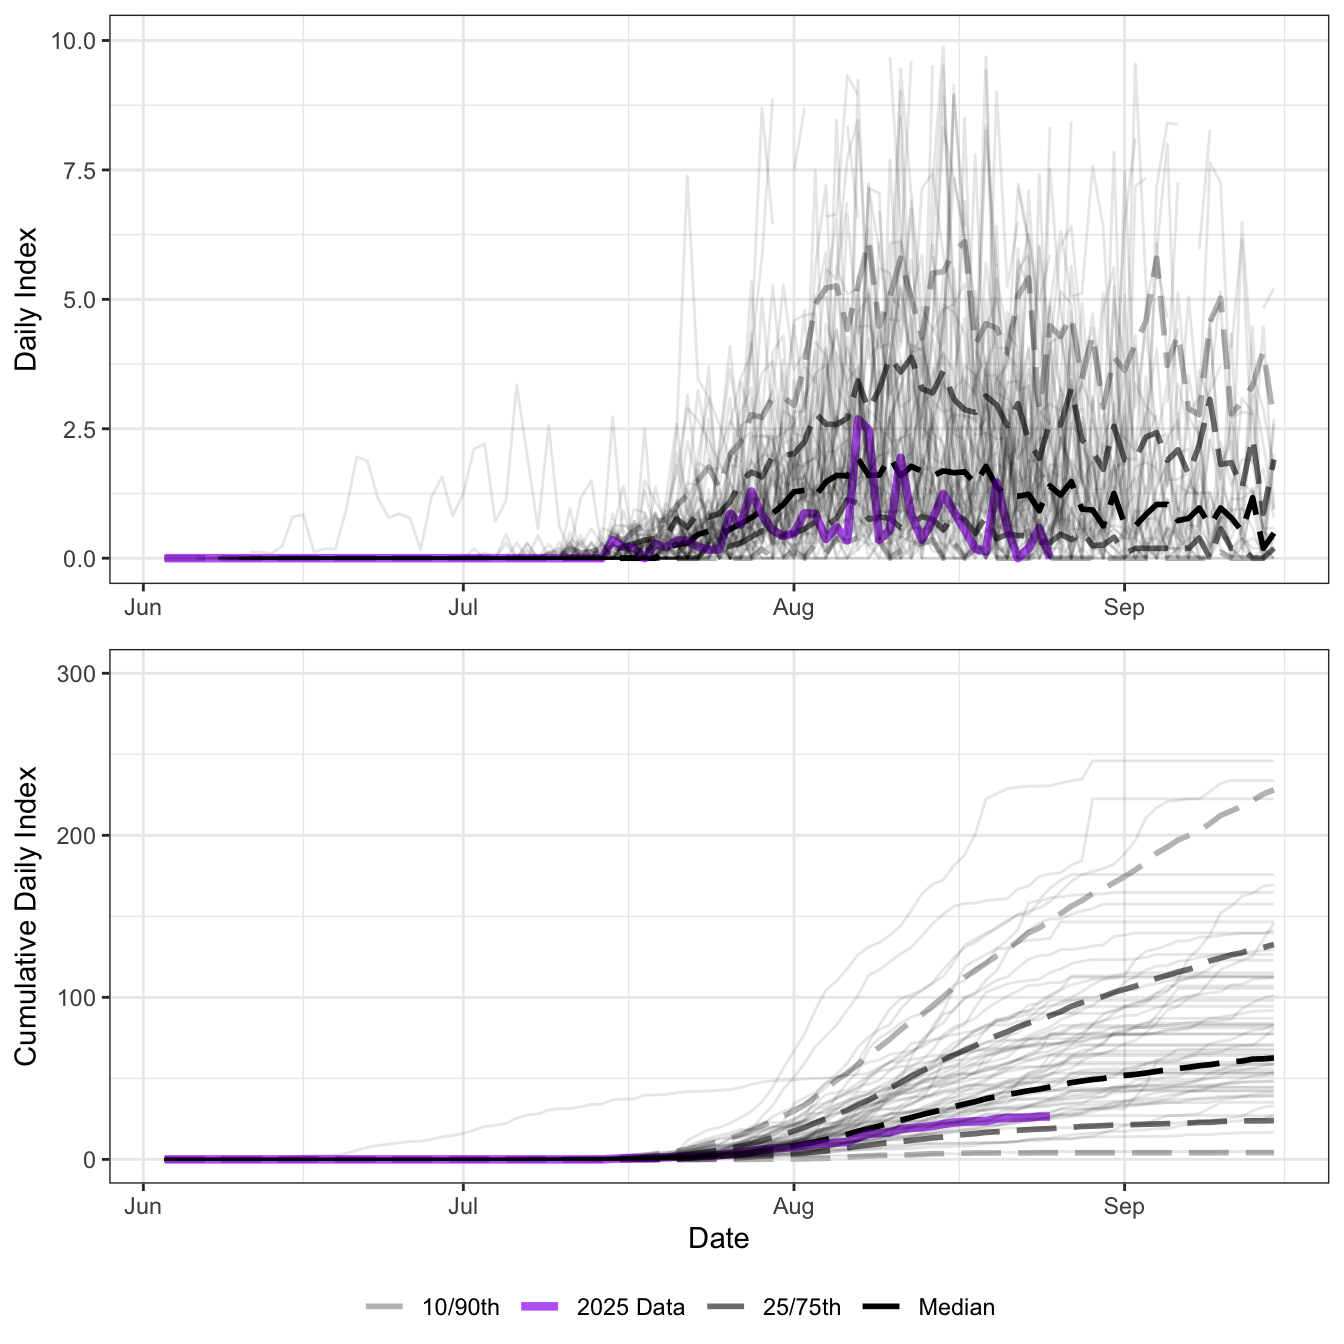 Daily Index
10.0
7.5
5.0
2.5
0.0
Jun
Jul
Aug
Sep
Cumulative Daily Index
300
200
100
0
Jun
Jul
Aug
Sep
Date
10/90th
2025 Data
25/75th
Median